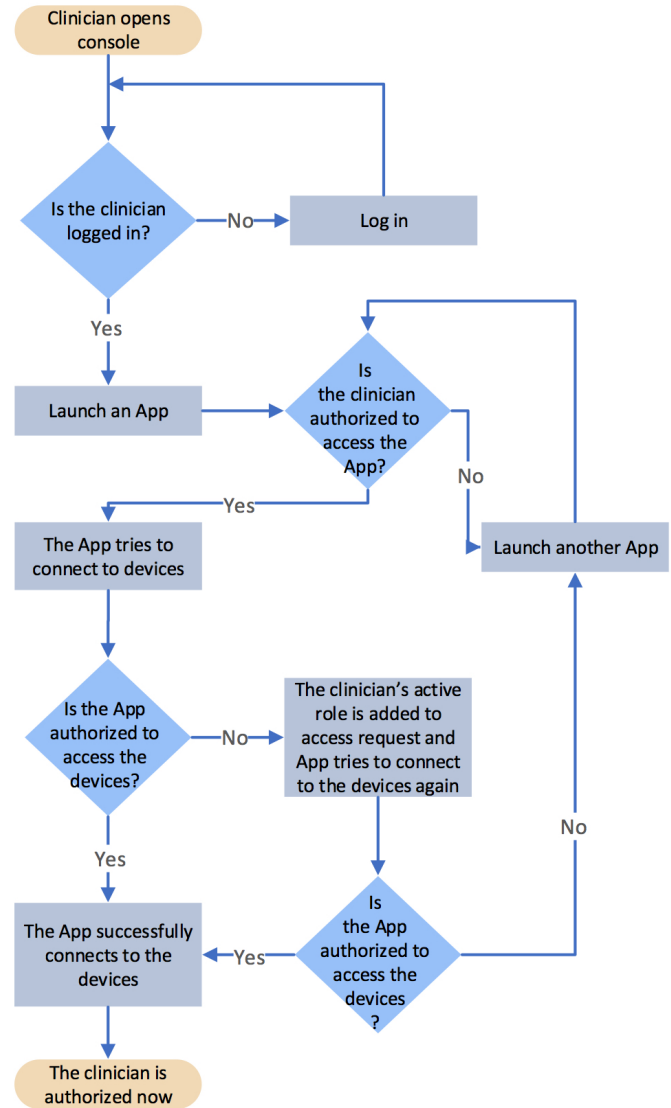 Clinician opens
console
Is the clinician
logged in?
No
Log in
Yes
Launch an App
Is
the clinician
authorized to
access the
App?
No
Yes
The App tries to
connect to devices
Launch another App
Is the App
authorized to
access the
devices?
No
The clinician’s active
role is added to
access request and
App tries to connect
to the devices again
No
Yes
The App successfully
connects to the
devices
Yes
Is
the App
authorized to
access the
devices
?
The clinician is
authorized now